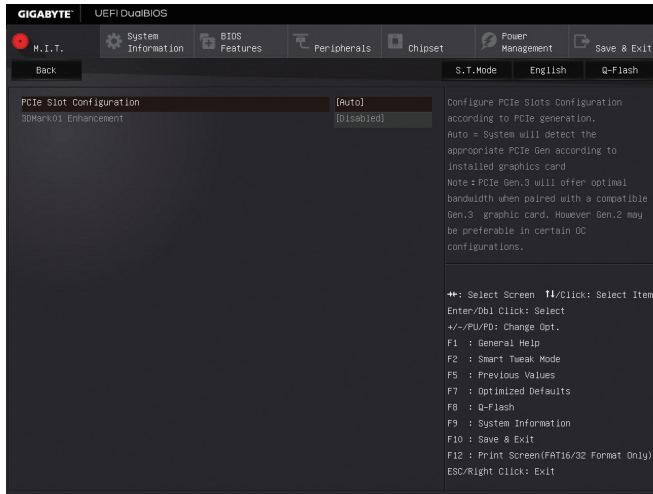 GIGABYTE™ UEFI DualBIOS
M.I.T. System Information BIOS Features Peripherals Chipset Power Management Save & Exit
Back S.T.Mode English Q-Flash
PCIe Slot Configuration [Auto]
3DMark01 Enhancement [Disabled]
Configure PCIe Slots Configuration
according to PCIe generation.
Auto = System will detect the
appropriate PCIe Gen according to
installed graphics card
Note : PCIe Gen.3 will offer optimal
bandwidth when paired with a compatible
Gen.3 graphic card. However Gen.2 may
be preferable in certain OC
configurations.
→←: Select Screen ↑↓/Click: Select Item
Enter/Dbl Click: Select
+/-/PU/PD: Change Opt.
F1 : General Help
F2 : Smart Tweak Mode
F5 : Previous Values
F7 : Optimized Defaults
F8 : Q-Flash
F9 : System Information
F10 : Save & Exit
F12 : Print Screen(FAT16/32 Format Only)
ESC/Right Click: Exit